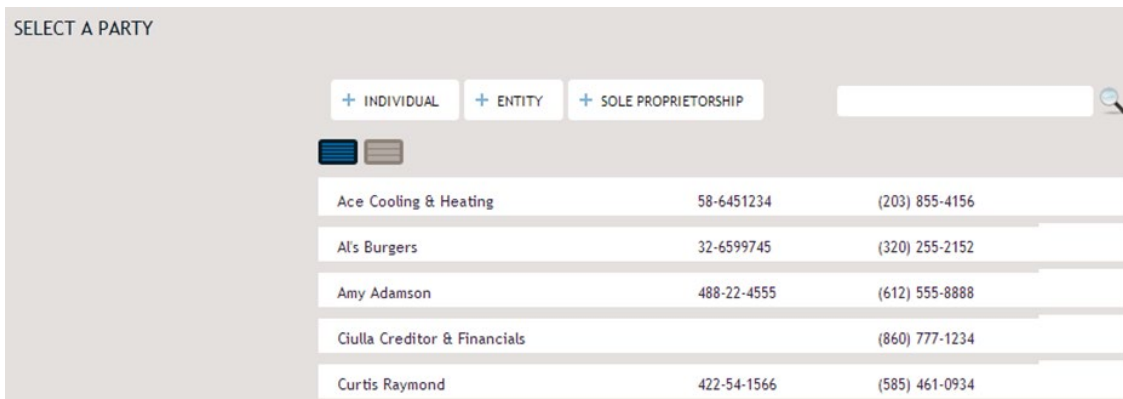 SELECT A PARTY
+ INDIVIDUAL + ENTITY + SOLE PROPRIETORSHIP
Ace Cooling & Heating 58-6451234 (203) 855-4156
Al's Burgers 32-6599745 (320) 255-2152
Amy Adamson 488-22-4555 (612) 555-8888
Ciulla Creditor & Financials (860) 777-1234
Curtis Raymond 422-54-1566 (585) 461-0934